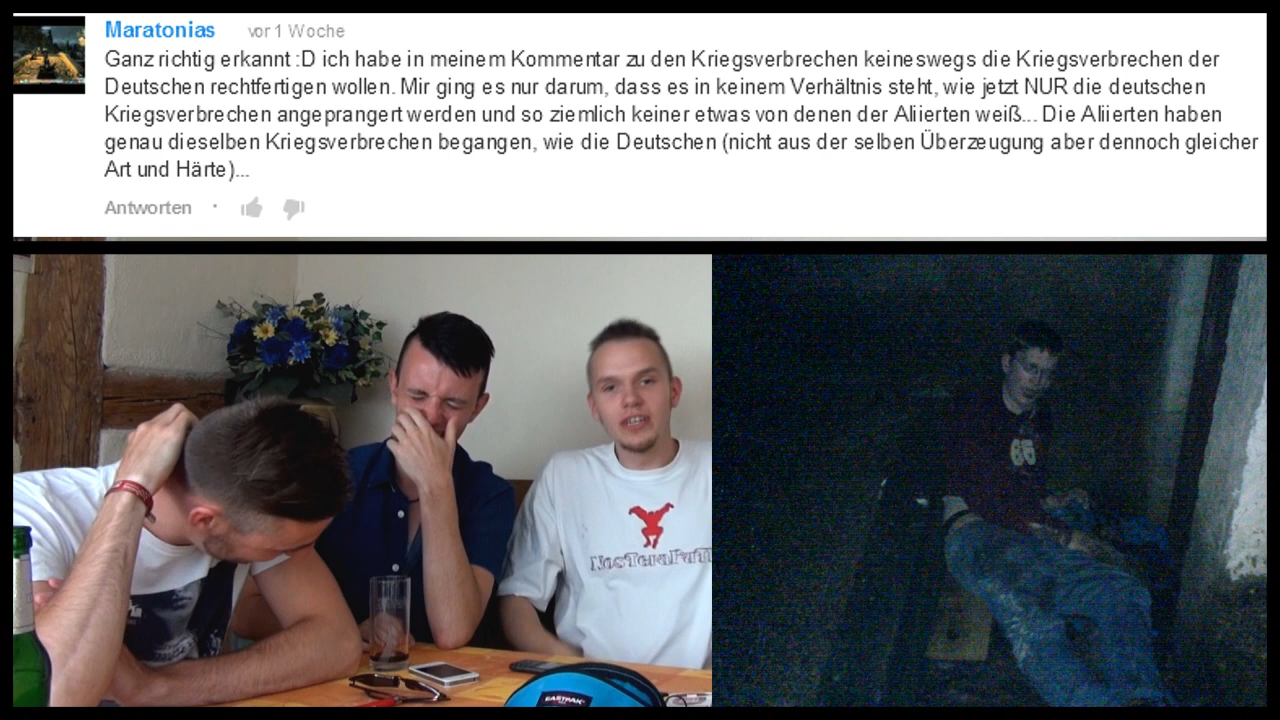 Maratonias vor 1 Woche
Ganz richtig erkannt :D ich habe in meinem Kommentar zu den Kriegsverbrechen keineswegs die Kriegsverbrechen der
Deutschen rechtfertigen wollen. Mir ging es nur darum, dass es in keinem Verhältnis steht, wie jetzt NUR die deutschen
Kriegsverbrechen angeprangert werden und so ziemlich keiner etwas von denen der Aliierten weiß... Die Aliierten haben
genau dieselben Kriegsverbrechen begangen, wie die Deutschen (nicht aus der selben Überzeugung aber dennoch gleicher
Art und Härte)...
Antworten ·
65
EASTPAK